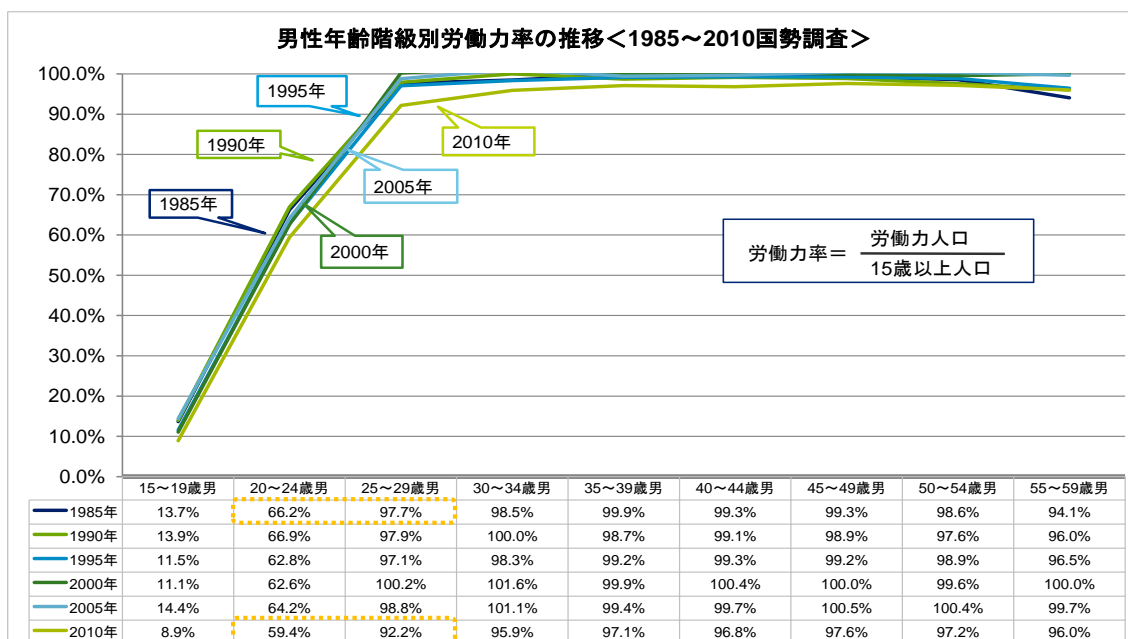 男性年齢階級別労働力率の推移＜1985～2010国勢調査＞
100.0%
90.0%
80.0%
70.0%
60.0%
50.0%
40.0%
30.0%
20.0%
10.0%
0.0%
1995年
1990年
2010年
2005年
1985年
2000年
労働力率＝ 労働力人口
15歳以上人口
15～19歳男 20～24歳男 25～29歳男 30～34歳男 35～39歳男 40～44歳男 45～49歳男 50～54歳男 55～59歳男
1985年 13.7% 66.2% 97.7% 98.5% 99.9% 99.3% 99.3% 98.6% 94.1%
1990年 13.9% 66.9% 97.9% 100.0% 98.7% 99.1% 98.9% 97.6% 96.0%
1995年 11.5% 62.8% 97.1% 98.3% 99.2% 99.3% 99.2% 98.9% 96.5%
2000年 11.1% 62.6% 100.2% 101.6% 99.9% 100.4% 100.0% 99.6% 100.0%
2005年 14.4% 64.2% 98.8% 101.1% 99.4% 99.7% 100.5% 100.4% 99.7%
2010年 8.9% 59.4% 92.2% 95.9% 97.1% 96.8% 97.6% 97.2% 96.0%